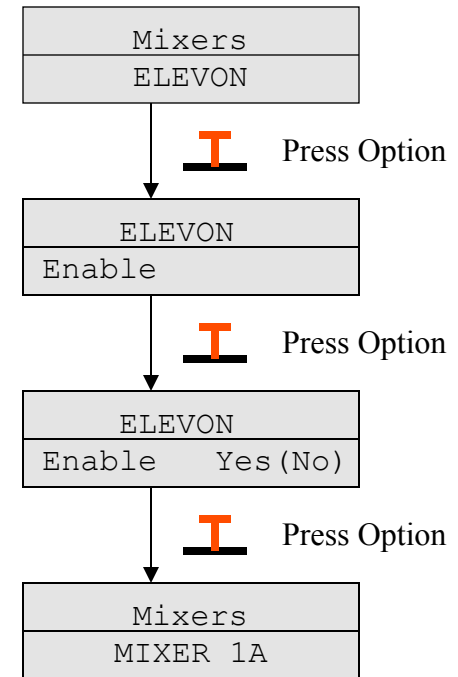 Mixers
ELEVON
Press Option
ELEVON
Enable
Press Option
ELEVON
Enable Yes(No)
Press Option
Mixers
MIXER 1A